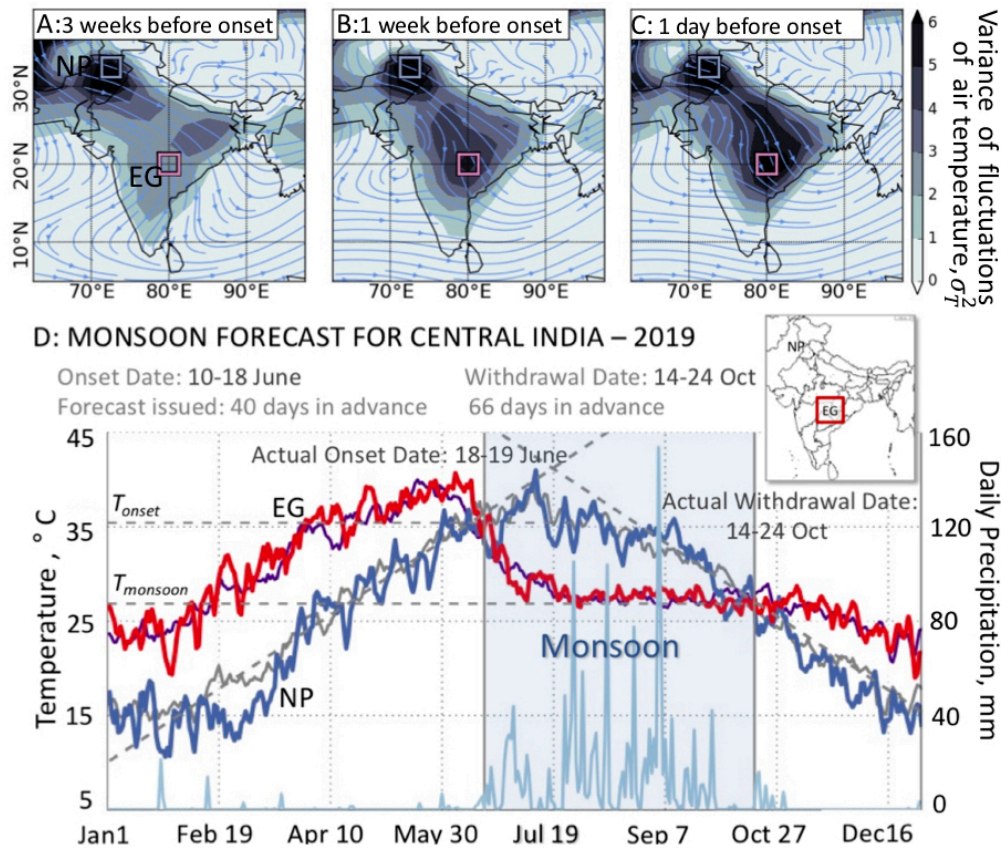 A:3 weeks before onset
B:1 week before onset
C: 1 day before onset
NP
EG
30°N
20°N
10°N
70°E 80°E 90°E
70°E 80°E 90°E
70°E 80°E 90°E
6
5
4
3
2
1
0
Variance of fluctuations
of air temperature, σ²T
D: MONSOON FORECAST FOR CENTRAL INDIA – 2019
Onset Date: 10-18 June
Withdrawal Date: 14-24 Oct
Forecast issued: 40 days in advance
66 days in advance
NP
EG
45
35
25
15
5
Temperature, °C
160
120
80
40
0
Daily Precipitation, mm
Actual Onset Date: 18-19 June
Actual Withdrawal Date:
14-24 Oct
Tonset
EG
Tmonsoon
Monsoon
NP
Jan1 Feb 19 Apr 10 May 30 Jul 19 Sep 7 Oct 27 Dec16